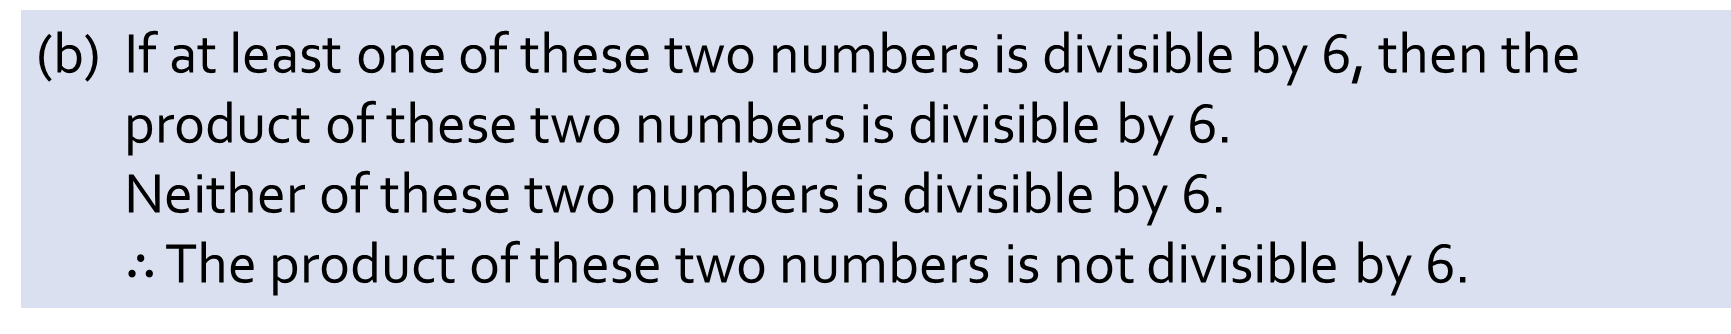 (b) If at least one of these two numbers is divisible by 6, then the
product of these two numbers is divisible by 6.
Neither of these two numbers is divisible by 6.
∴ The product of these two numbers is not divisible by 6.